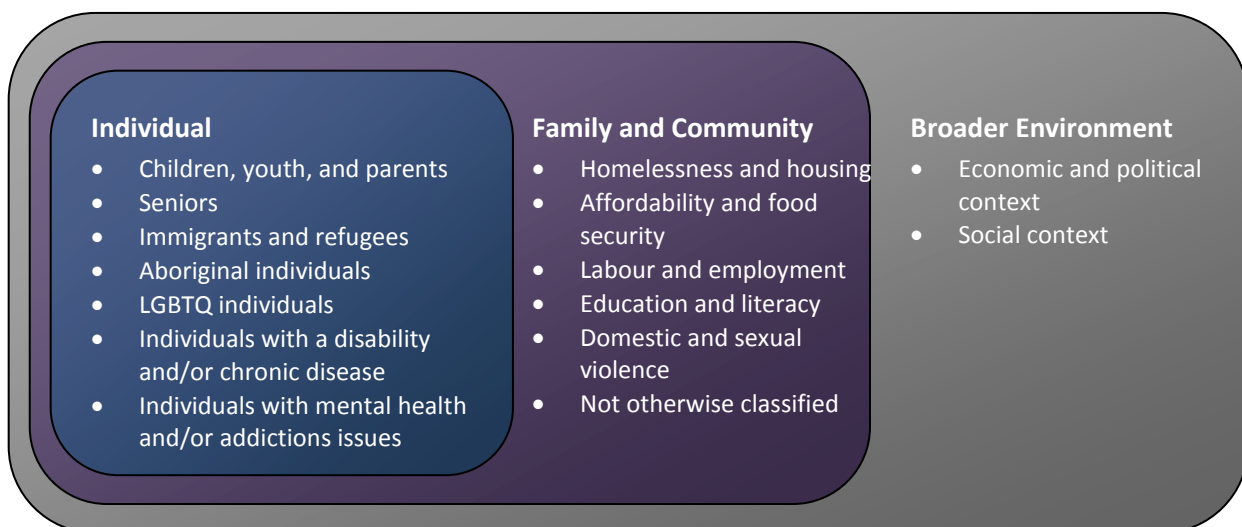 Individual
• Children, youth, and parents
• Seniors
• Immigrants and refugees
• Aboriginal individuals
• LGBTQ individuals
• Individuals with a disability
and/or chronic disease
• Individuals with mental health
and/or addictions issues
Family and Community
• Homelessness and housing
• Affordability and food
security
• Labour and employment
• Education and literacy
• Domestic and sexual
violence
• Not otherwise classified
Broader Environment
• Economic and political
context
• Social context